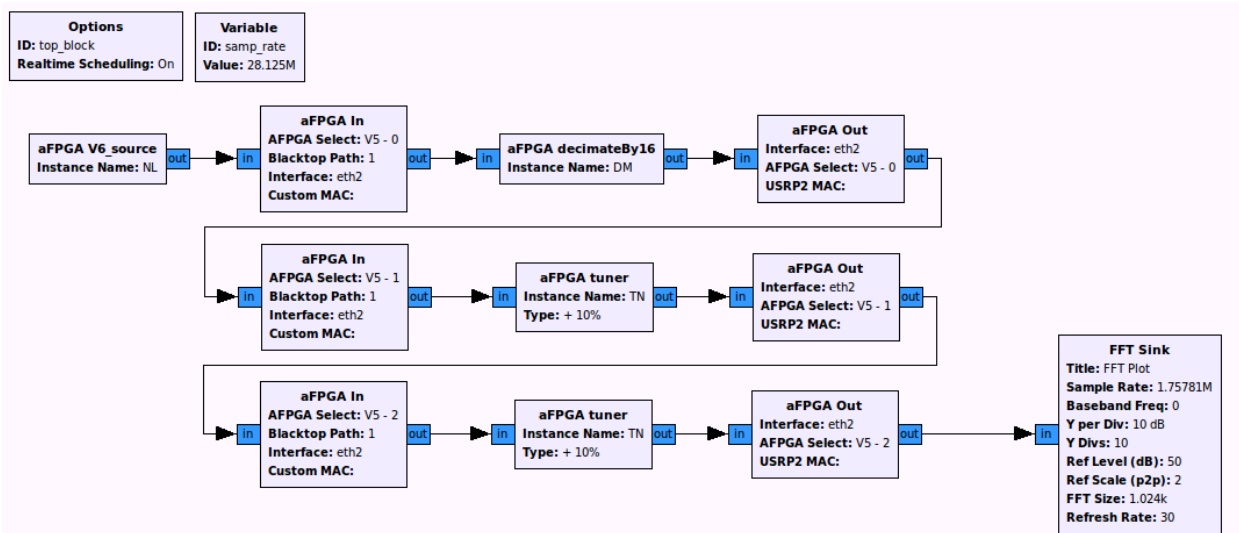 Options
ID: top_block
Realtime Scheduling: On
Variable
ID: samp_rate
Value: 28.125M
aFPGA V6_source
Instance Name: NL
out
in
aFPGA In
AFPGA Select: V5 - 0
Blacktop Path: 1
Interface: eth2
Custom MAC:
out
in
aFPGA decimateBy16
Instance Name: DM
out
in
aFPGA Out
Interface: eth2
AFPGA Select: V5 - 0
USRP2 MAC:
out
in
aFPGA In
AFPGA Select: V5 - 1
Blacktop Path: 1
Interface: eth2
Custom MAC:
out
in
aFPGA tuner
Instance Name: TN
Type: + 10%
out
in
aFPGA Out
Interface: eth2
AFPGA Select: V5 - 1
USRP2 MAC:
out
in
aFPGA In
AFPGA Select: V5 - 2
Blacktop Path: 1
Interface: eth2
Custom MAC:
out
in
aFPGA tuner
Instance Name: TN
Type: + 10%
out
in
aFPGA Out
Interface: eth2
AFPGA Select: V5 - 2
USRP2 MAC:
out
in
FFT Sink
Title: FFT Plot
Sample Rate: 1.75781M
Baseband Freq: 0
Y per Div: 10 dB
Y Divs: 10
Ref Level (dB): 50
Ref Scale (p2p): 2
FFT Size: 1.024k
Refresh Rate: 30